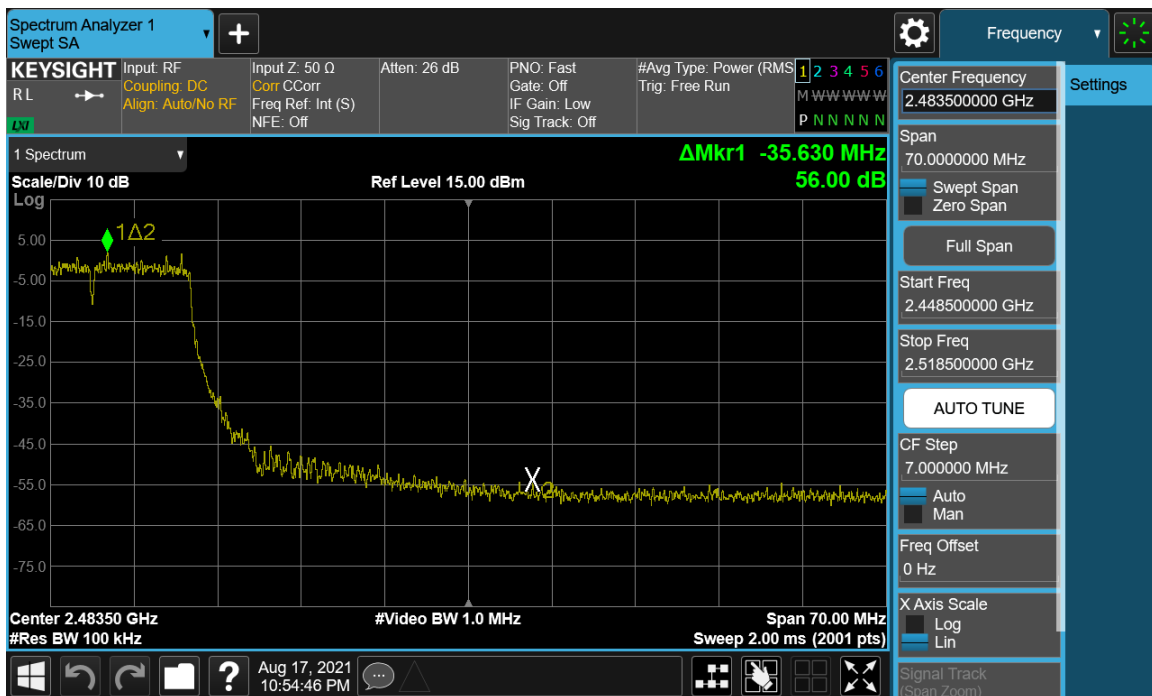 Spectrum Analyzer 1
Swept SA
Frequency
KEYSIGHT
R L
LXI
Input: RF
Coupling: DC
Align: Auto/No RF
Input Z: 50 Ω
Corr CCorr
Freq Ref: Int (S)
NFE: Off
Atten: 26 dB
PNO: Fast
Gate: Off
IF Gain: Low
Sig Track: Off
#Avg Type: Power (RMS
Trig: Free Run
1 2 3 4 5 6
M W W W W W
P N N N N N
1 Spectrum
Scale/Div 10 dB
Log
Ref Level 15.00 dBm
ΔMkr1 -35.630 MHz
56.00 dB
1Δ2
5.00
-5.00
-15.0
-25.0
-35.0
-45.0
-55.0
X2
-65.0
-75.0
Center 2.48350 GHz
#Res BW 100 kHz
#Video BW 1.0 MHz
Span 70.00 MHz
Sweep 2.00 ms (2001 pts)
Aug 17, 2021
10:54:46 PM
Settings
Center Frequency
2.483500000 GHz
Span
70.0000000 MHz
Swept Span
Zero Span
Full Span
Start Freq
2.448500000 GHz
Stop Freq
2.518500000 GHz
AUTO TUNE
CF Step
7.000000 MHz
Auto
Man
Freq Offset
0 Hz
X Axis Scale
Log
Lin
Signal Track
(Span Zoom)